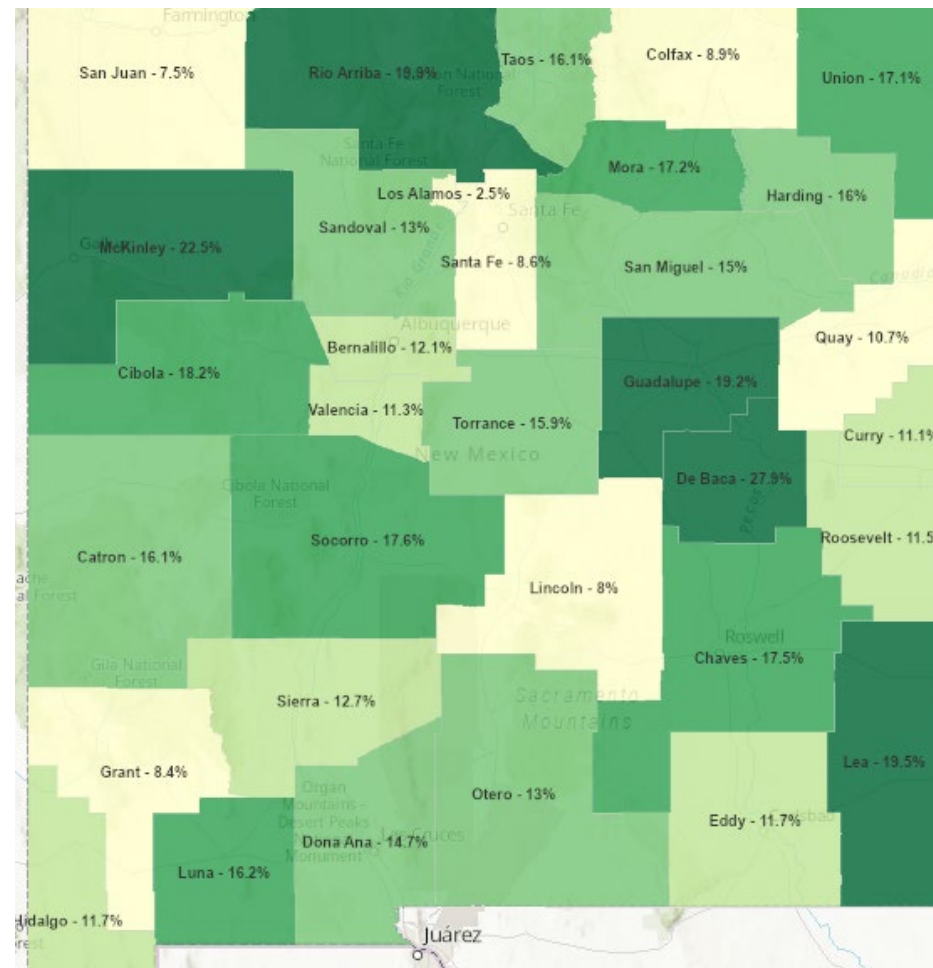 Farmington
San Juan - 7.5%
Rio Arriba - 19.9%
Forest
Taos - 16.1%
Colfax - 8.9%
Union - 17.1%
Santa Fe
National Forest
Mora - 17.2%
Harding - 16%
Los Alamos - 2.5%
Santa Fe
Sandoval - 13%
McKinley - 22.5%
Santa Fe - 8.6%
San Miguel - 15%
Rio Grande
Albuquerque
Quay - 10.7%
Bernalillo - 12.1%
Cibola - 18.2%
Guadalupe - 19.2%
Valencia - 11.3%
Torrance - 15.9%
Curry - 11.1%
New Mexico
De Baca - 27.9%
Pecos
Cibola National
Forest
Socorro - 17.6%
Roosevelt - 11.5
Catron - 16.1%
Lincoln - 8%
Roswell
Chaves - 17.5%
Gila National
Forest
Sierra - 12.7%
Sacramento
Mountains
Grant - 8.4%
Lea - 19.5%
Organ
Mountains -
Desert Peaks
Monument
Otero - 13%
Eddy - 11.7%
Dona Ana - 14.7%
Luna - 16.2%
Hidalgo - 11.7%
Juárez